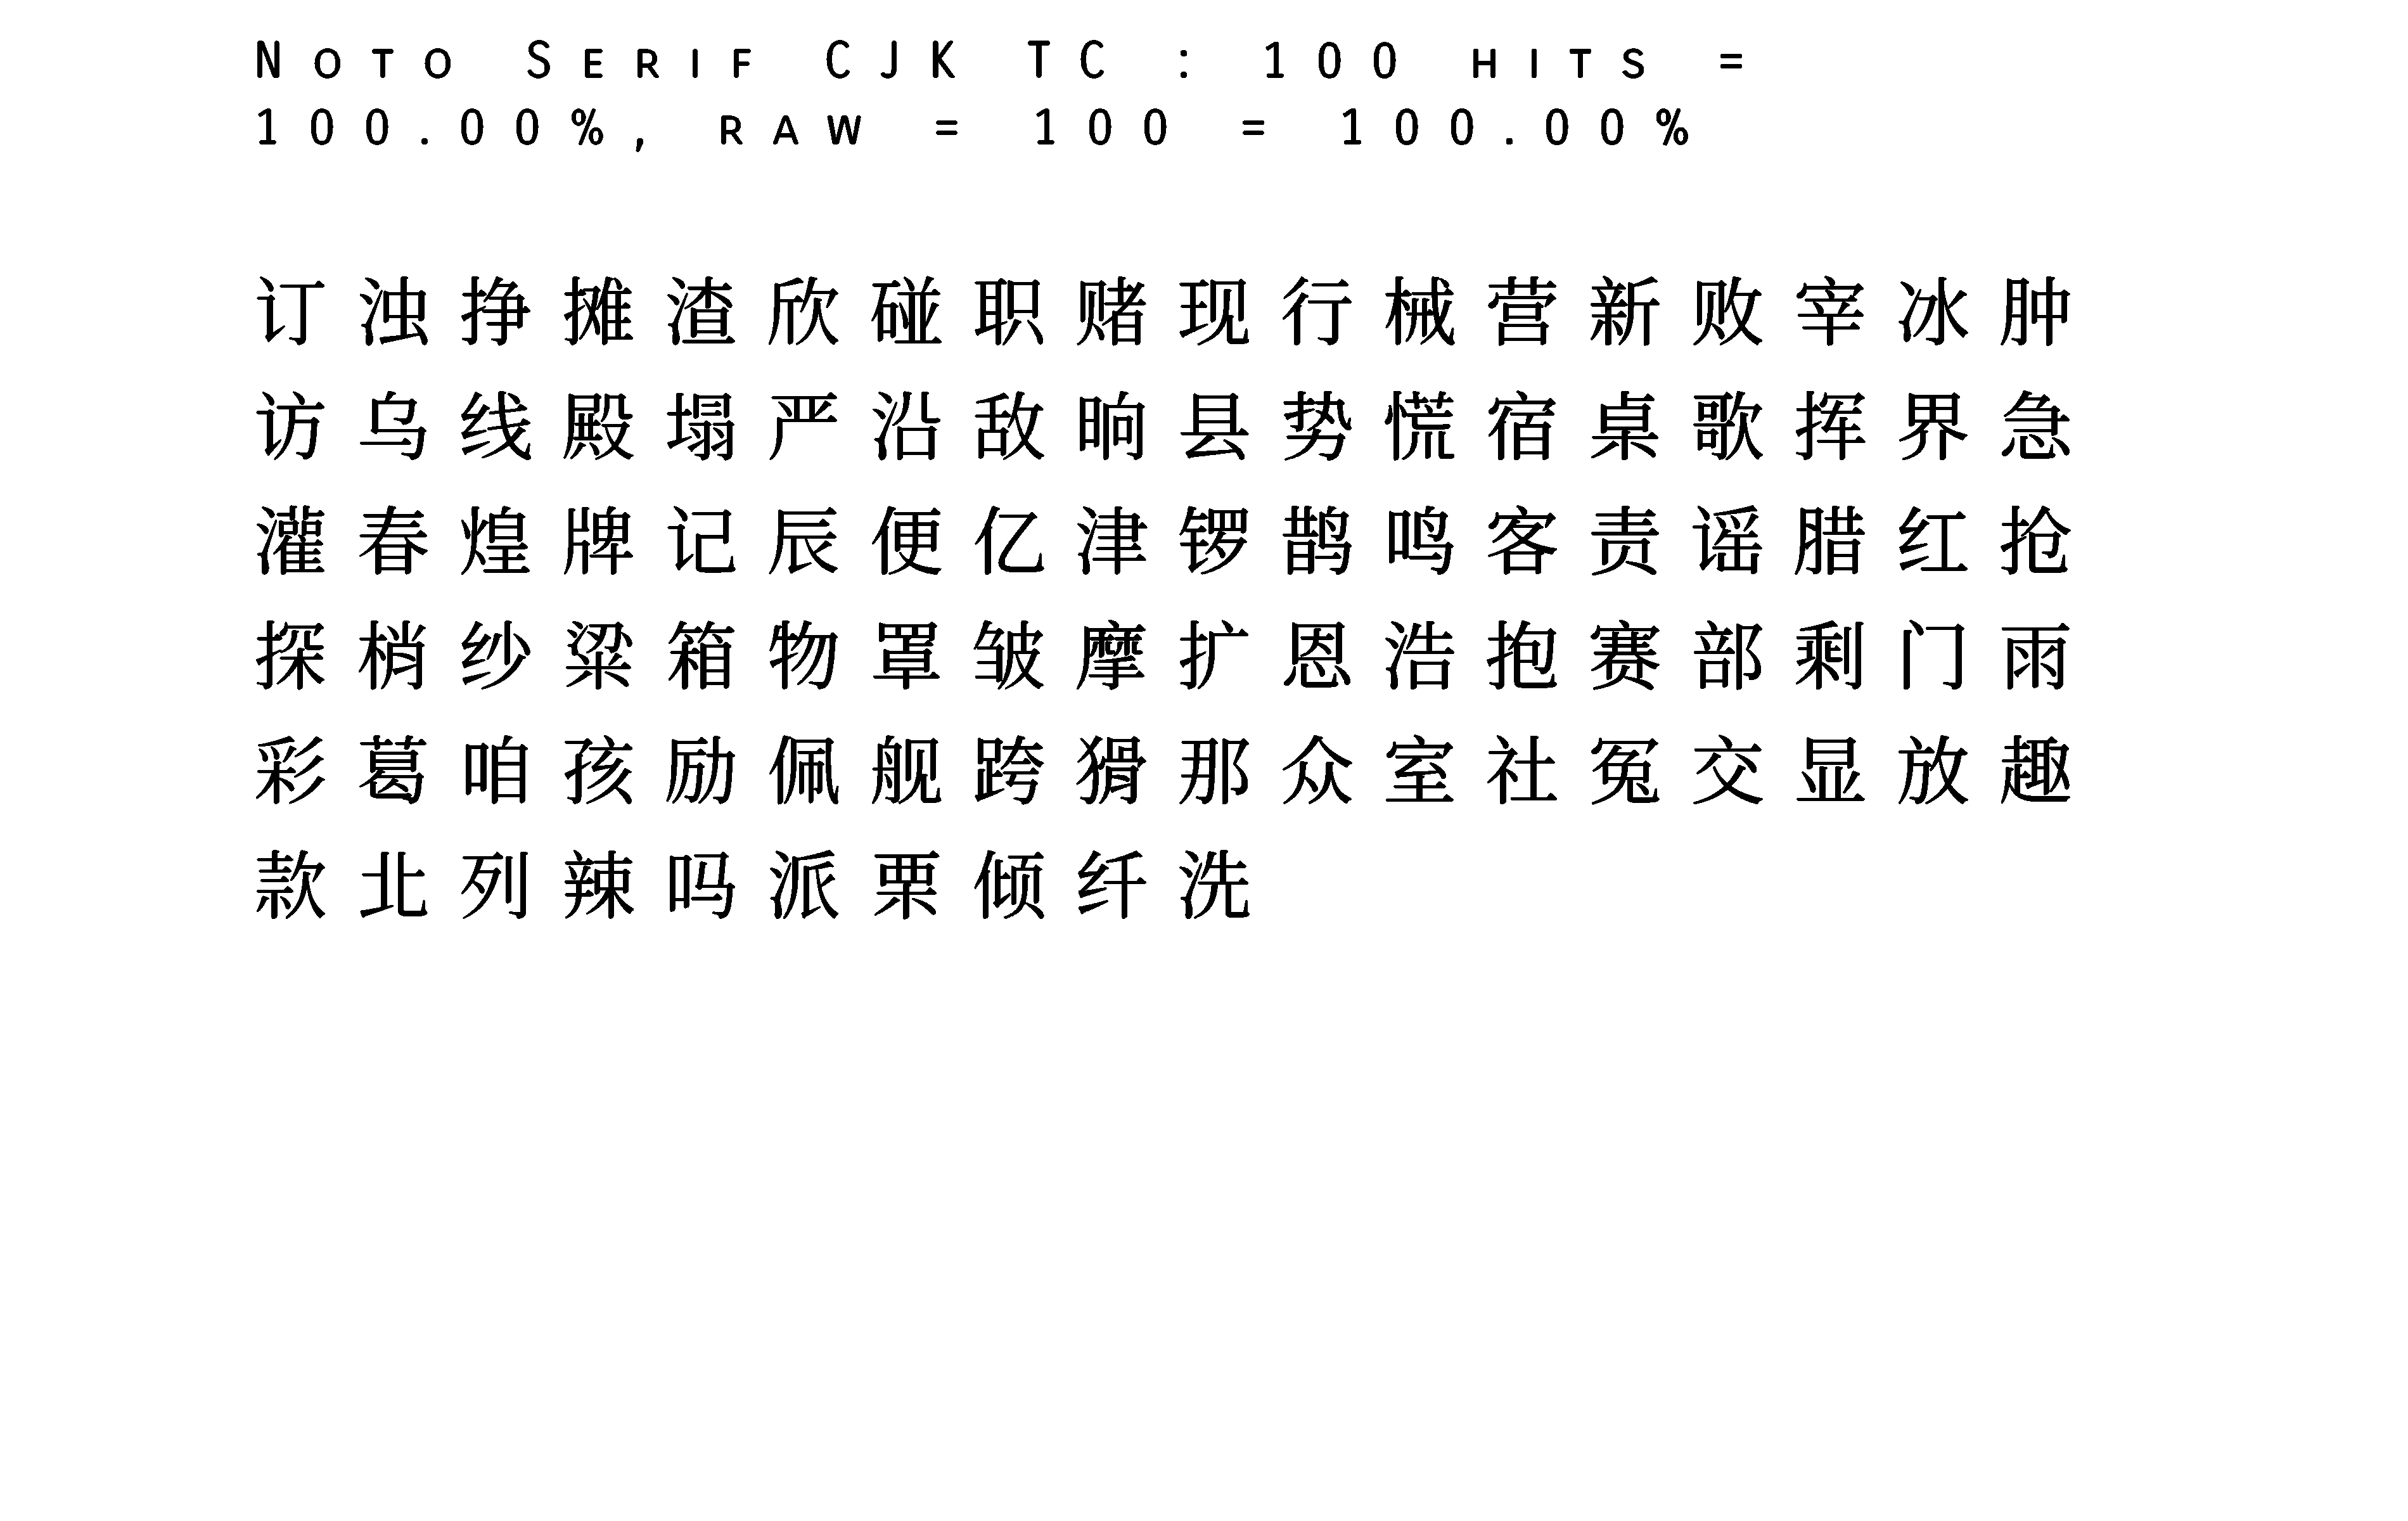 Noto Serif CJK TC : 100 hits =
100.00%, raw = 100 = 100.00%
订浊挣摊渣欣碰职赌现行械营新败宰冰肿
访乌线殿塌严沿敌晌县势慌宿桌歌挥界急
灌春煌牌记辰便亿津锣鹊鸣客责谣腊红抢
探梢纱粱箱物罩皱摩扩恩浩抱赛部剩门雨
彩葛咱孩励佩舰跨猾那众室社冤交显放趣
款北列辣吗派栗倾纤洗